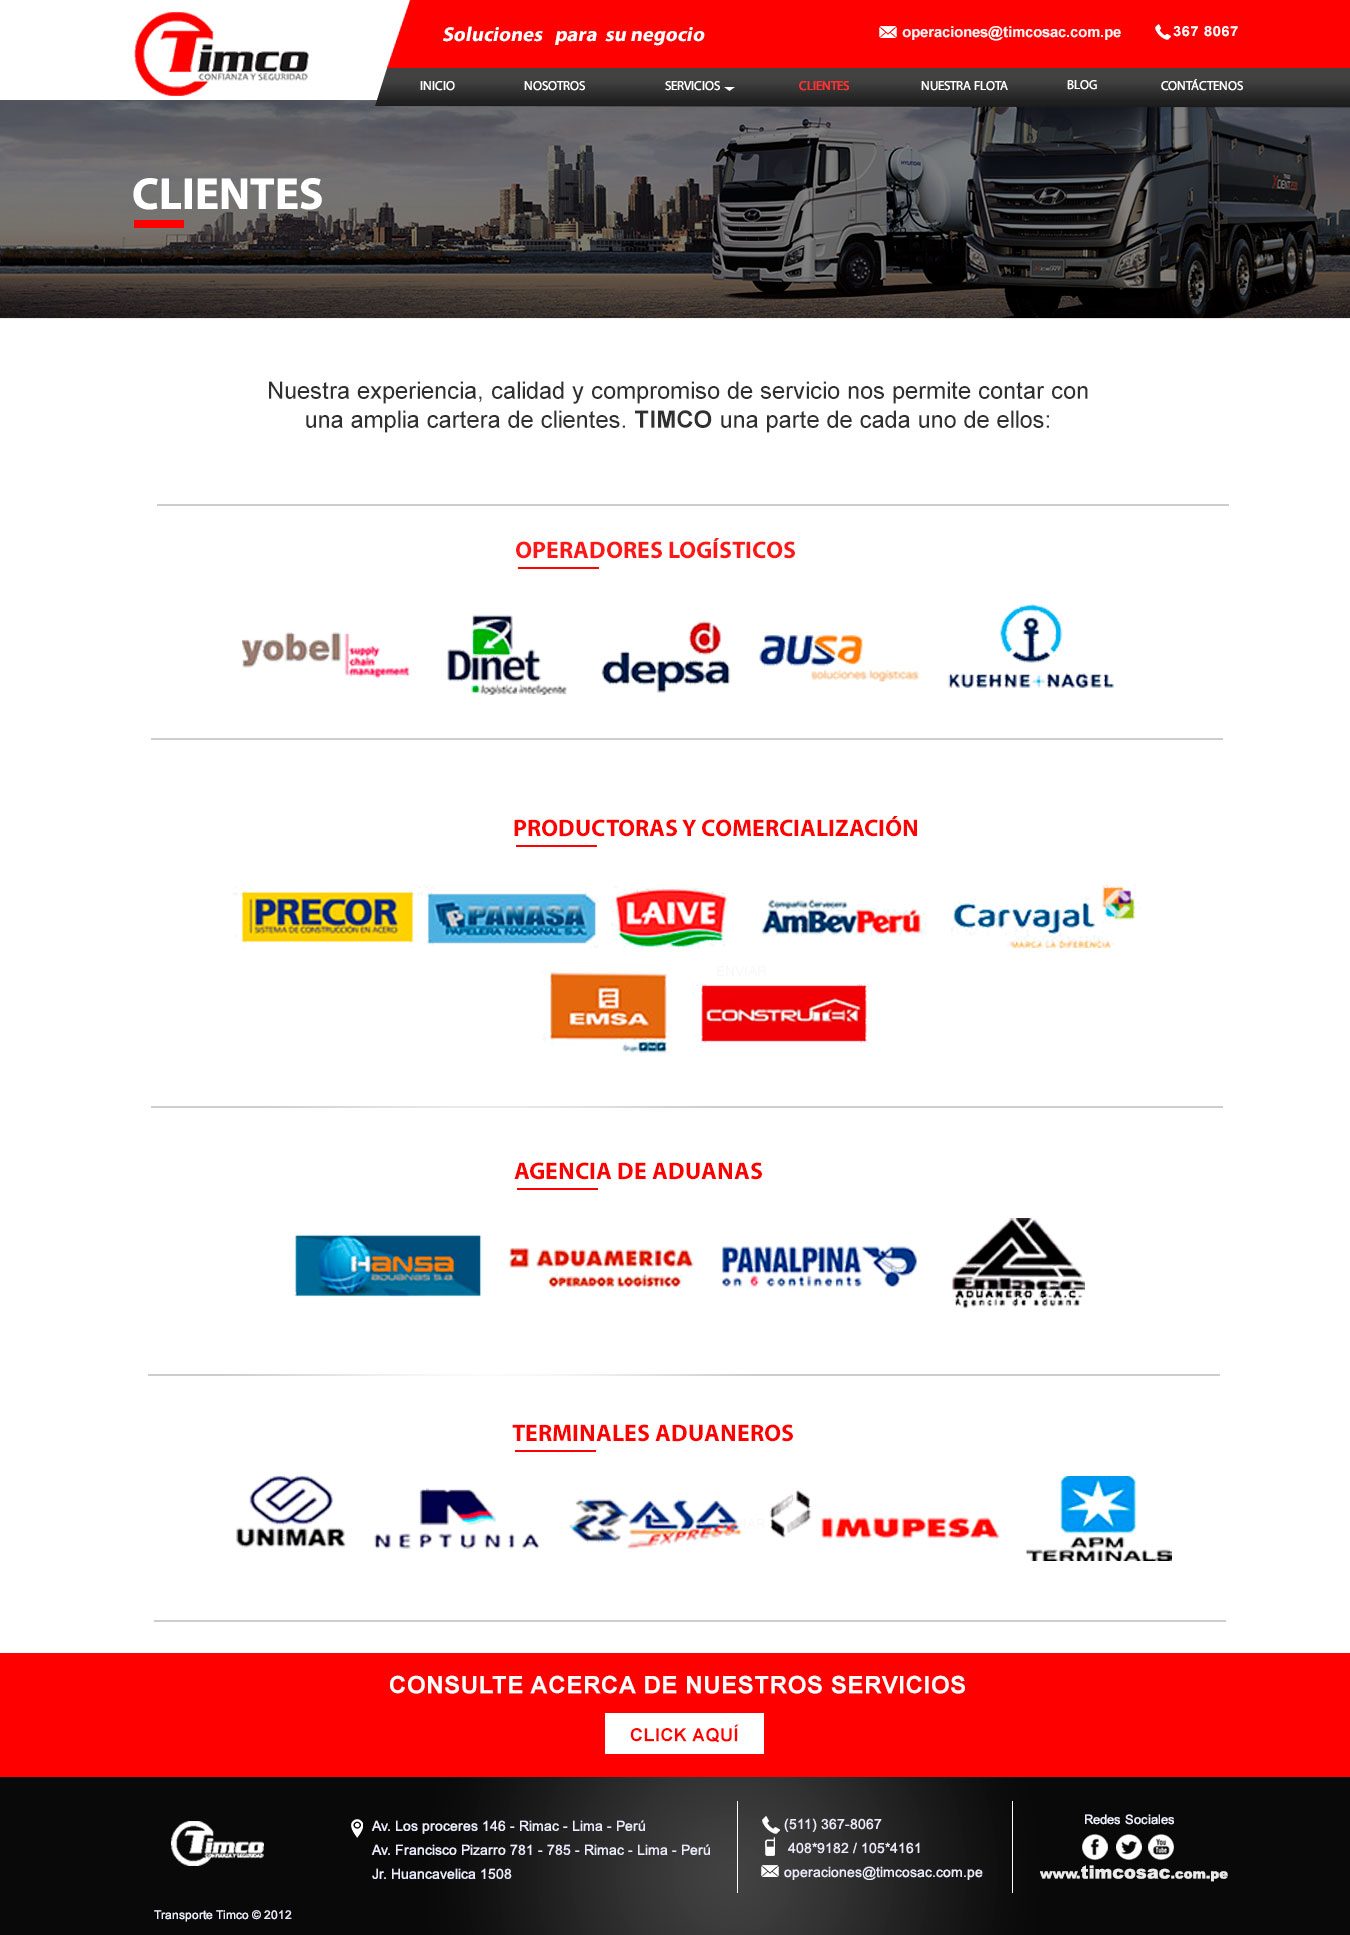 Timco
CONFIANZA Y SEGURIDAD
Soluciones para su negocio
operaciones@timcosac.com.pe
367 8067
INICIO
NOSOTROS
SERVICIOS
CLIENTES
NUESTRA FLOTA
BLOG
CONTÁCTENOS
CLIENTES
HYUNDAI
Nuestra experiencia, calidad y compromiso de servicio nos permite contar con
una amplia cartera de clientes. TIMCO una parte de cada uno de ellos:
OPERADORES LOGÍSTICOS
yobel
supply
chain
management
Dinet
logística inteligente
depsa
ausa
soluciones logísticas
KUEHNE+NAGEL
PRODUCTORAS Y COMERCIALIZACIÓN
PRECOR
SISTEMA DE CONSTRUCCIÓN EN ACERO
PANASA
PAPELERA NACIONAL S.A.
LAIVE
Compañía Cervecera
AmBevPerú
Carvajal
MARCA LA DIFERENCIA
EMSA
Grupo
ENVIAR
CONSTRUTEK
AGENCIA DE ADUANAS
HANSA
aduanas s.a.
ADUAMERICA
OPERADOR LOGÍSTICO
PANALPINA
on 6 continents
Enlace
ADUANERO S.A.C.
Agencia de aduana
TERMINALES ADUANEROS
UNIMAR
NEPTUNIA
ASA
EXPRESS
IMUPESA
APM
TERMINALS
CONSULTE ACERCA DE NUESTROS SERVICIOS
CLICK AQUÍ
Timco
CONFIANZA Y SEGURIDAD
Av. Los proceres 146 - Rimac - Lima - Perú
Av. Francisco Pizarro 781 - 785 - Rimac - Lima - Perú
Jr. Huancavelica 1508
(511) 367-8067
408*9182 / 105*4161
operaciones@timcosac.com.pe
Redes Sociales
You
Tube
www.timcosac.com.pe
Transporte Timco © 2012